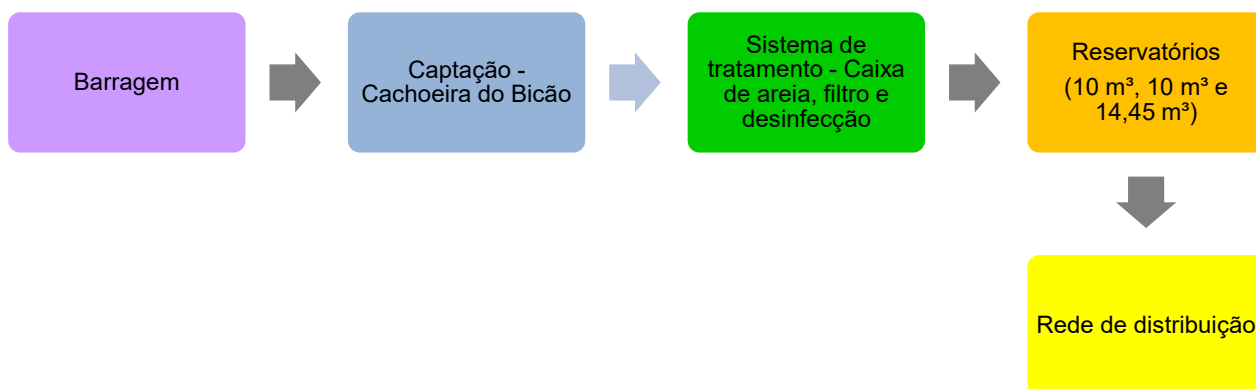 Barragem
Captação -
Cachoeira do Bicão
Sistema de
tratamento - Caixa
de areia, filtro e
desinfecção
Reservatórios
(10 m³, 10 m³ e
14,45 m³)
Rede de distribuição